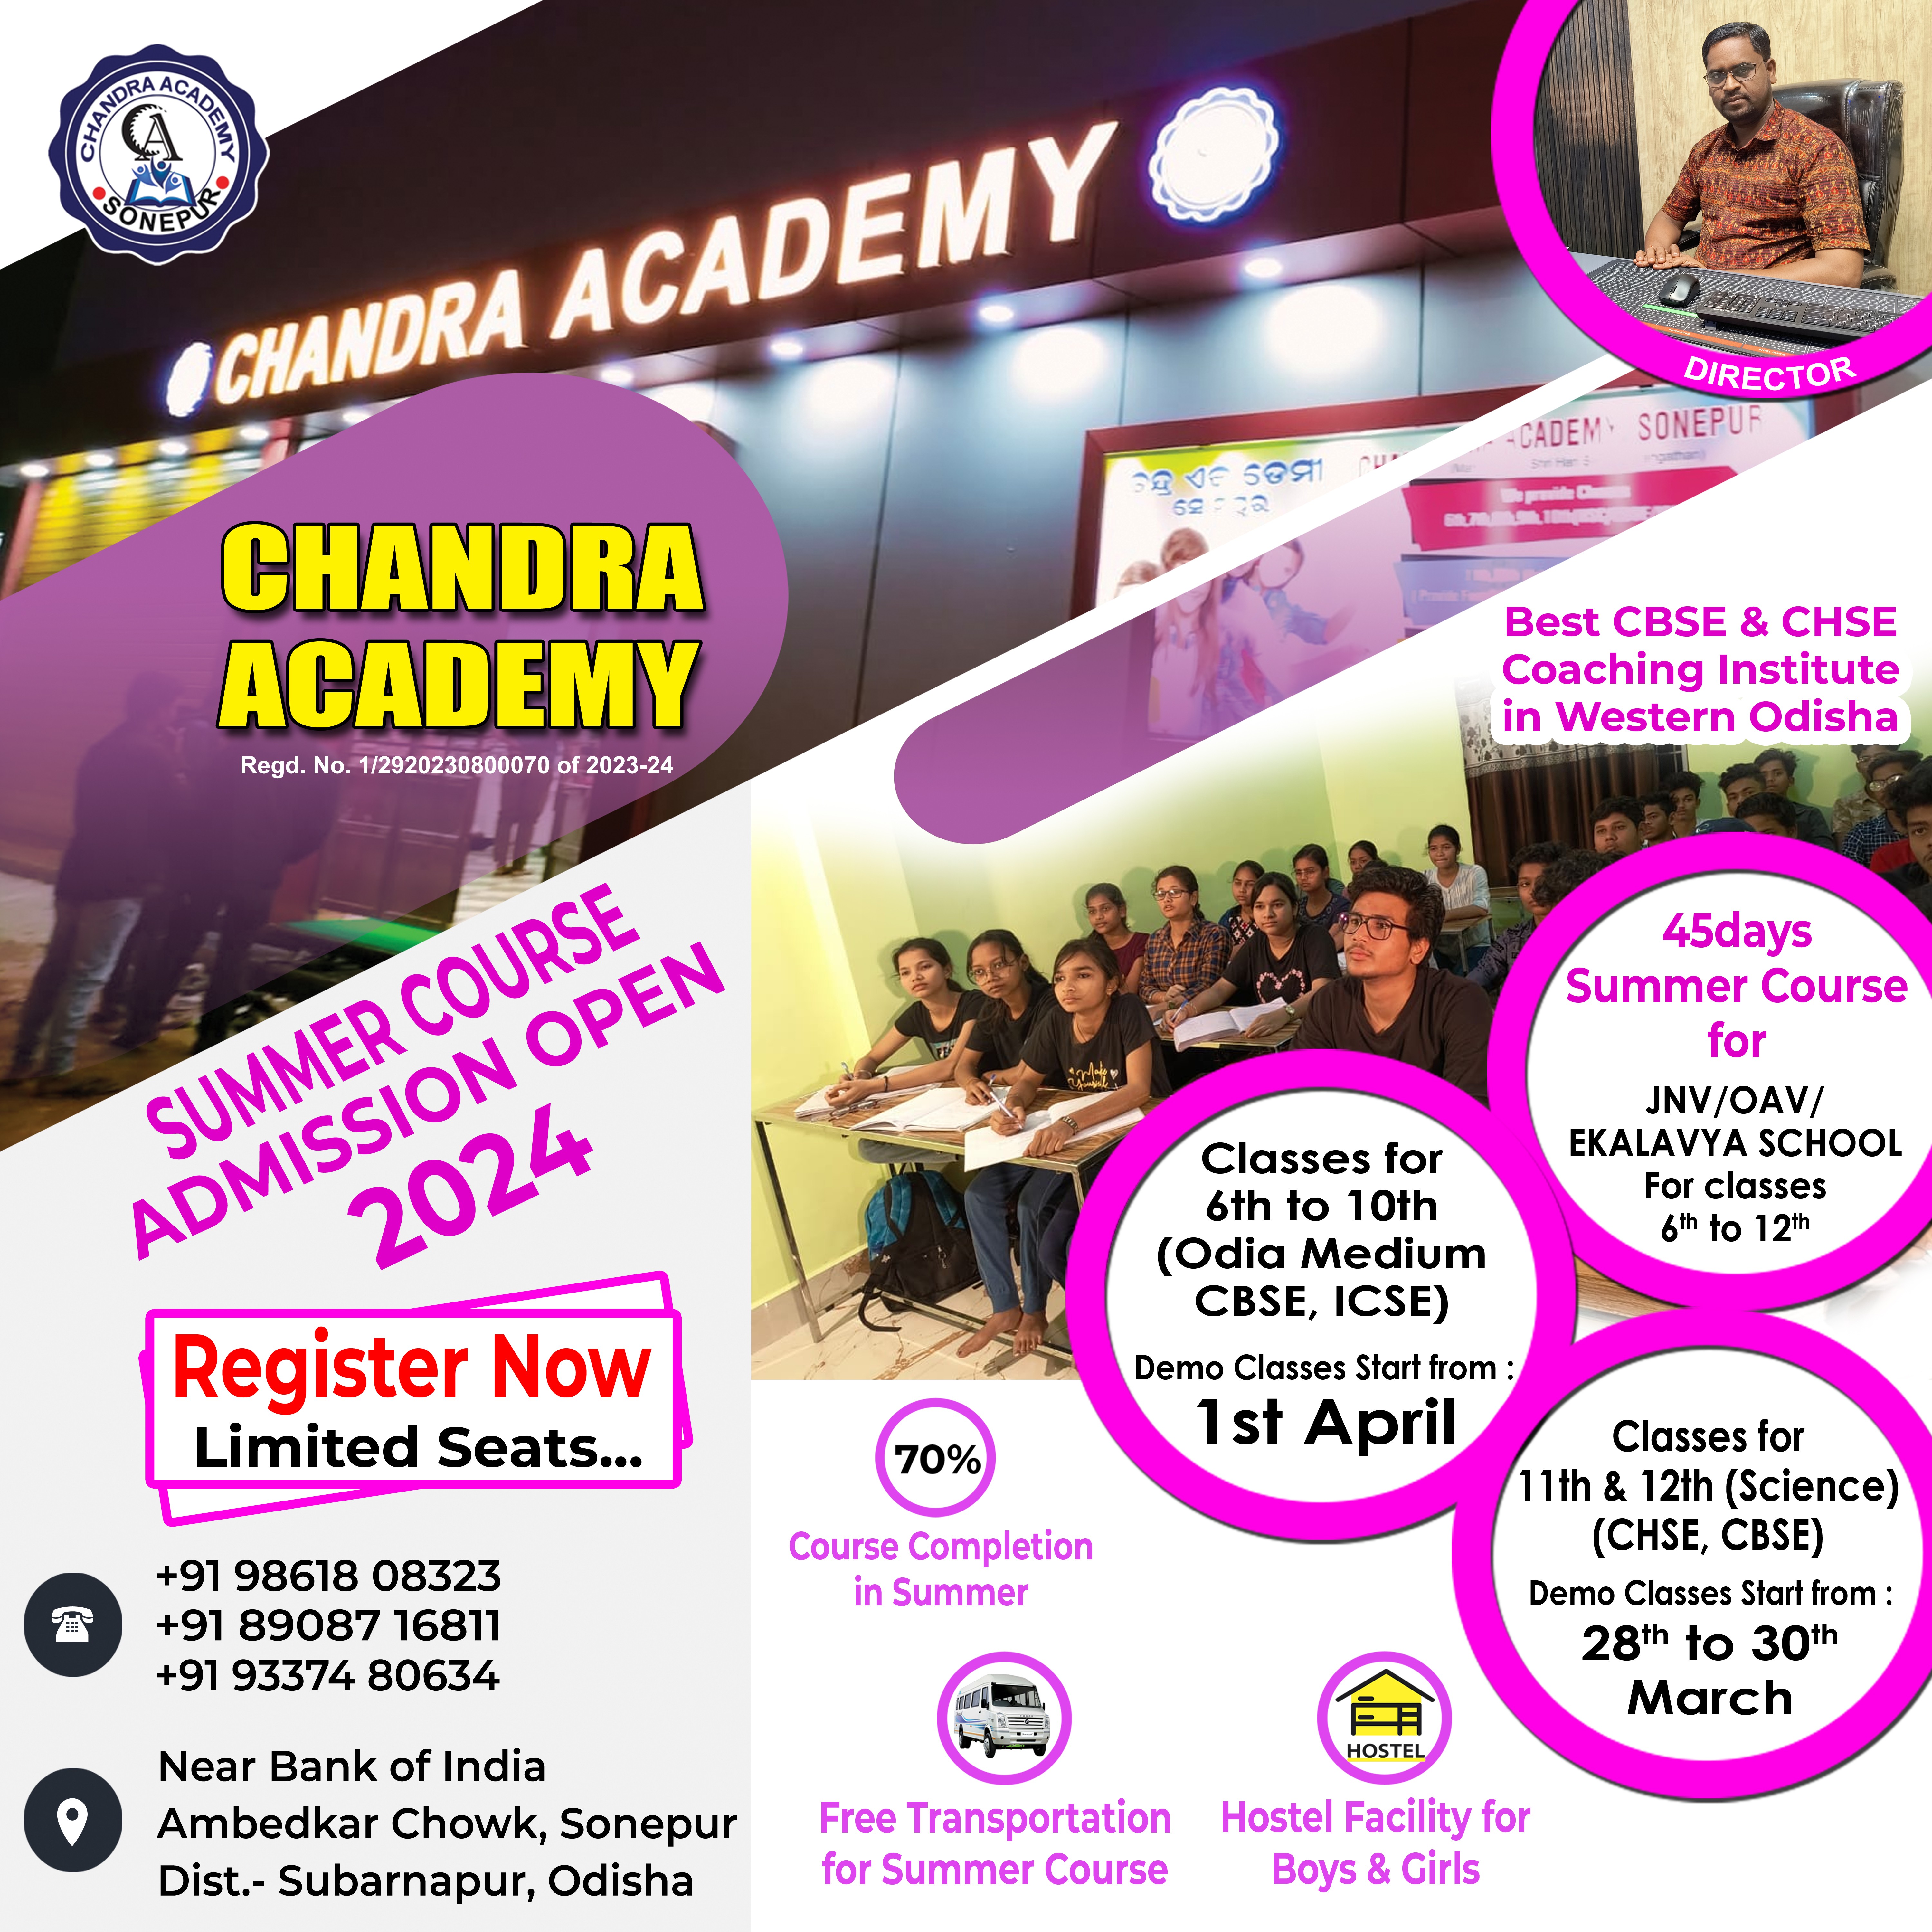 CHANDRA ACADEMY
CA
SONEPUR
CHANDRA ACADEMY
DIRECTOR
ACADEMY SONEPUR
We provide Classes
CHANDRA
ACADEMY
Regd. No. 1/2920230800070 of 2023-24
Best CBSE & CHSE
Coaching Institute
in Western Odisha
SUMMER COURSE
ADMISSION OPEN
2024
Register Now
Limited Seats...
+91 98618 08323
+91 89087 16811
+91 93374 80634
Near Bank of India
Ambedkar Chowk, Sonepur
Dist.- Subarnapur, Odisha
45days
Summer Course
for
JNV/OAV/
EKALAVYA SCHOOL
For classes
6th to 12th
Classes for
6th to 10th
(Odia Medium
CBSE, ICSE)
Demo Classes Start from :
1st April
Classes for
11th & 12th (Science)
(CHSE, CBSE)
Demo Classes Start from :
28th to 30th
March
70%
Course Completion
in Summer
Free Transportation
for Summer Course
HOSTEL
Hostel Facility for
Boys & Girls